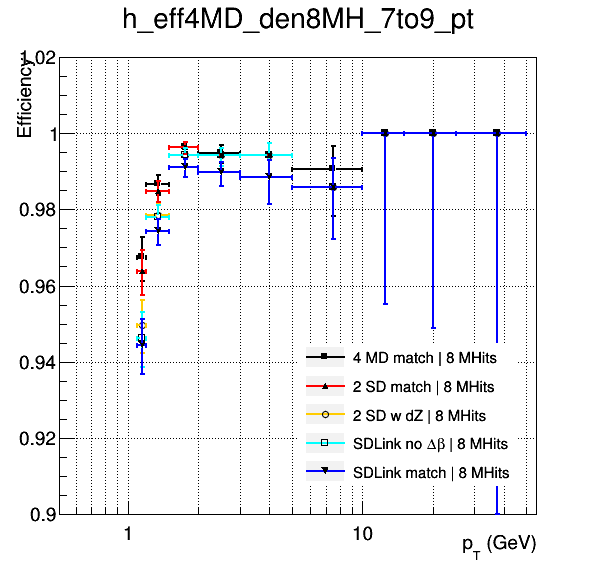 h_eff4MD_den8MH_7to9_pt
Efficiency
1.02
1
0.98
0.96
0.94
0.92
0.9
4 MD match | 8 MHits
2 SD match | 8 MHits
2 SD w dZ | 8 MHits
SDLink no Δβ | 8 MHits
SDLink match | 8 MHits
1
10
p_T (GeV)